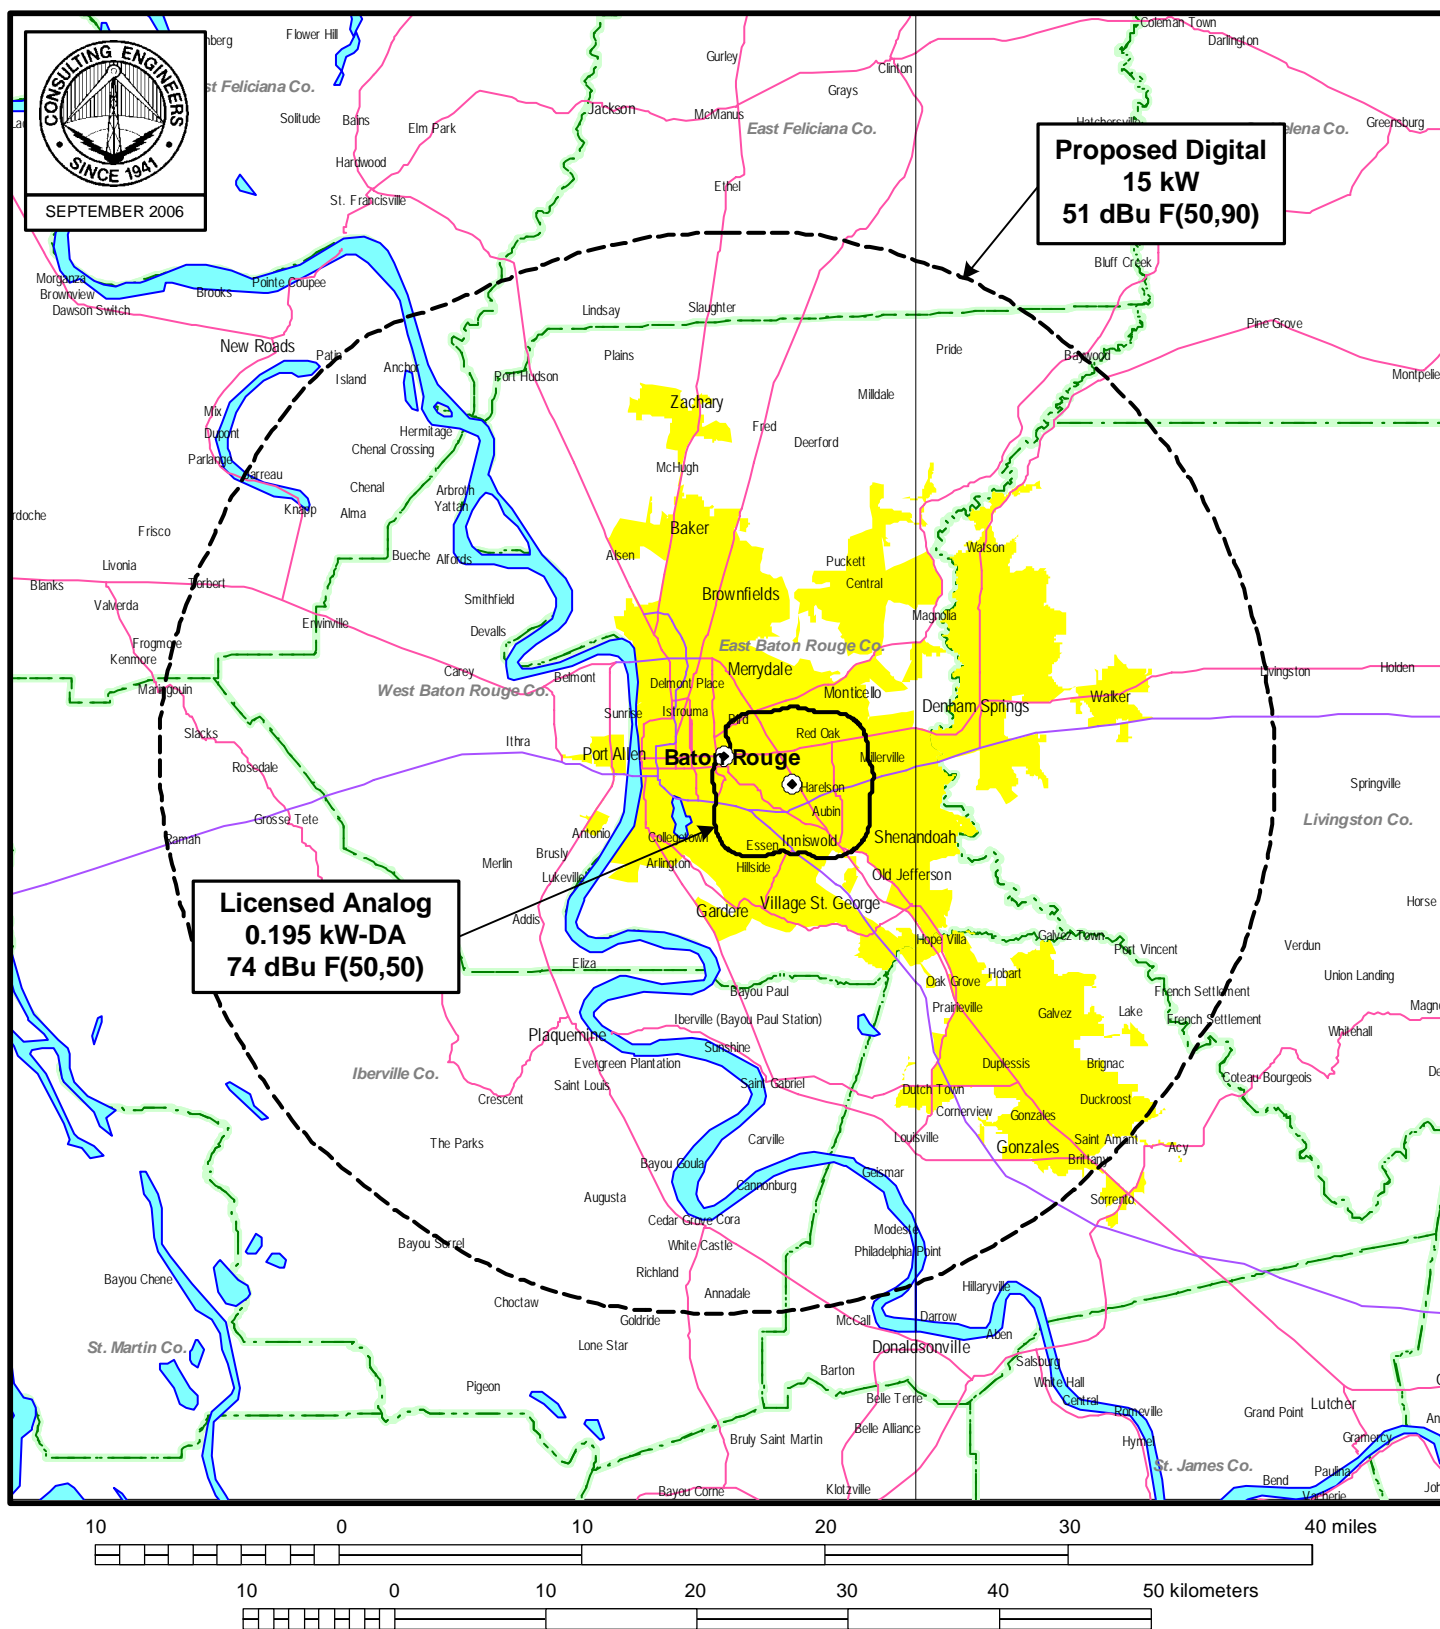 CONSULTING ENGINEERS
SINCE 1941
SEPTEMBER 2006
Flower Hill
Coleman Town
Darlington
Gurley
Clinton
Grays
Solitude
Bains
Elm Park
Jackson
McManus
East Feliciana Co.
Greensburg
Hardwood
Proposed Digital
15 kW
51 dBu F(50,90)
Ethel
St. Francisville
Bluff Creek
Morganza
Brownview
Brooks
Pointe Coupee
Dawson Switch
Lindsay
Slaughter
Pine Grove
New Roads
Patin
Plains
Pride
Baywood
Island
Anchor
Port Hudson
Milldale
Zachary
Mix
Dupont
Hermitage
Fred
Deerford
Chenal Crossing
Parlange
McHugh
Jarreau
Chenal
Arbroth
Yattan
Knapp
Alma
Frisco
Baker
Bueche
Alfords
Alsen
Watson
Livonia
Puckett
Blanks
Torbert
Central
Valverda
Smithfield
Brownfields
Magnolia
Erwinville
Devalls
Frogmore
Kenmore
East Baton Rouge Co.
Carey
Belmont
Merrydale
Livingston
Holden
Maringouin
West Baton Rouge Co.
Delmont Place
Monticello
Walker
Sunrise
Istrouma
Bird
Denham Springs
Slacks
Red Oak
Ithra
Port Allen
Baton Rouge
Millerville
Rosedale
Harelson
Springville
Grosse Tete
Aubin
Livingston Co.
Ramah
Antonio
Collegetown
Essen
Inniswold
Shenandoah
Merlin
Brusly
Arlington
Hillside
Lukeville
Old Jefferson
Licensed Analog
0.195 kW-DA
74 dBu F(50,50)
Addis
Gardere
Village St. George
Horse
Hope Villa
Galvez Town
Port Vincent
Verdun
Eliza
Hobart
Union Landing
Oak Grove
Bayou Paul
French Settlement
Prairieville
Galvez
Lake
French Settlement
Whitehall
Iberville (Bayou Paul Station)
Plaquemine
Sunshine
Evergreen Plantation
Duplessis
Brignac
Iberville Co.
Saint Louis
Saint Gabriel
Dutch Town
Coteau Bourgeois
Crescent
Cornerview
Gonzales
Duckroost
The Parks
Carville
Louisville
Gonzales
Saint Amant
Acy
Bayou Goula
Geismar
Brittany
Cannonburg
Augusta
Sorrento
Cedar Grove
Cora
Modeste
Bayou Sorrel
White Castle
Philadelphia Point
Bayou Chene
Richland
Hillaryville
Annadale
Choctaw
Goldride
McCall
Darrow
Aben
St. Martin Co.
Lone Star
Donaldsonville
Salsburg
Barton
White Hall
Pigeon
Belle Terre
Central
Romeville
Grand Point
Lutcher
Bruly Saint Martin
Belle Alliance
Hymel
Gramercy
St. James Co.
Bend
Paulina
Bayou Corne
Klotzville
Vacherie
10 0 10 20 30 40 miles
10 0 10 20 30 40 50 kilometers